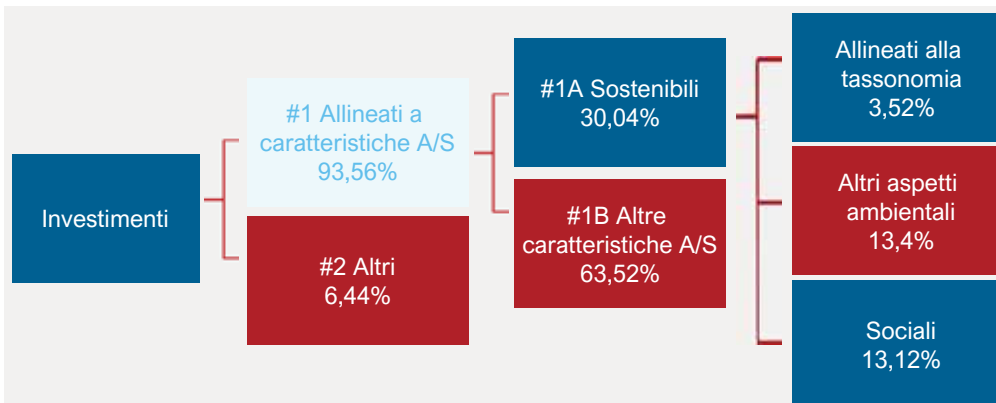 Investimenti
#1 Allineati a
caratteristiche A/S
93,56%
#2 Altri
6,44%
#1A Sostenibili
30,04%
#1B Altre
caratteristiche A/S
63,52%
Allineati alla
tassonomia
3,52%
Altri aspetti
ambientali
13,4%
Sociali
13,12%